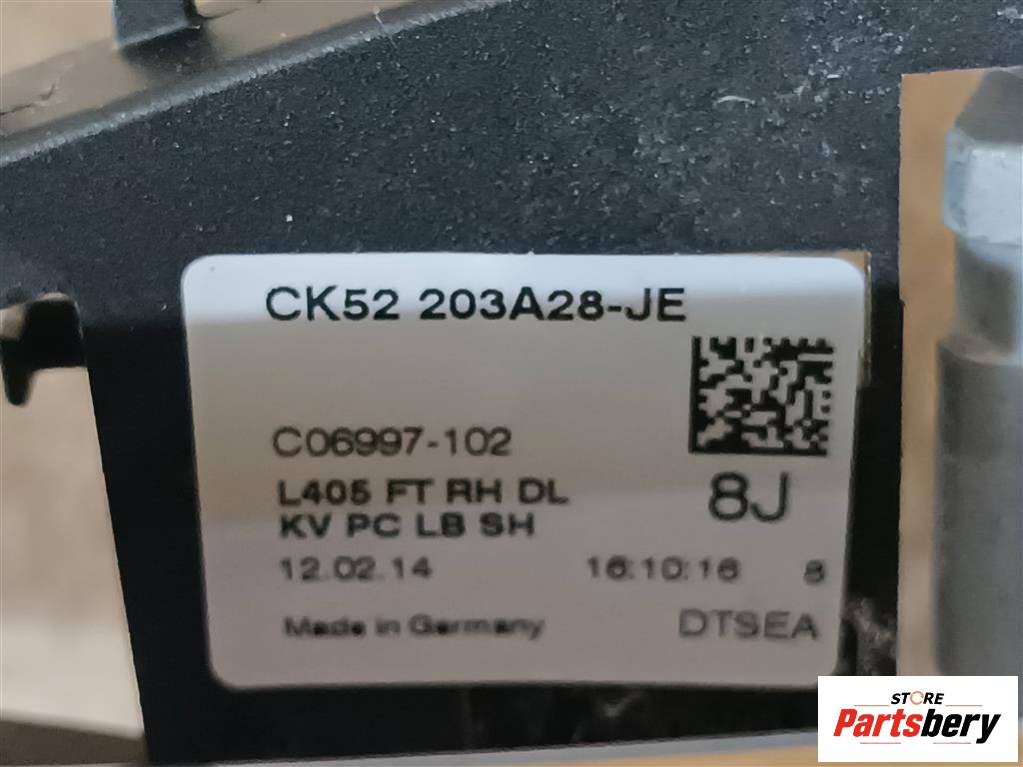 CK52 203A28-JE
C06997-102
L405 FT RH DL
8J
KV PC LB SH
12.02.14 16:10:16 8
Made in Germany DTSEA
STORE
Partsbery